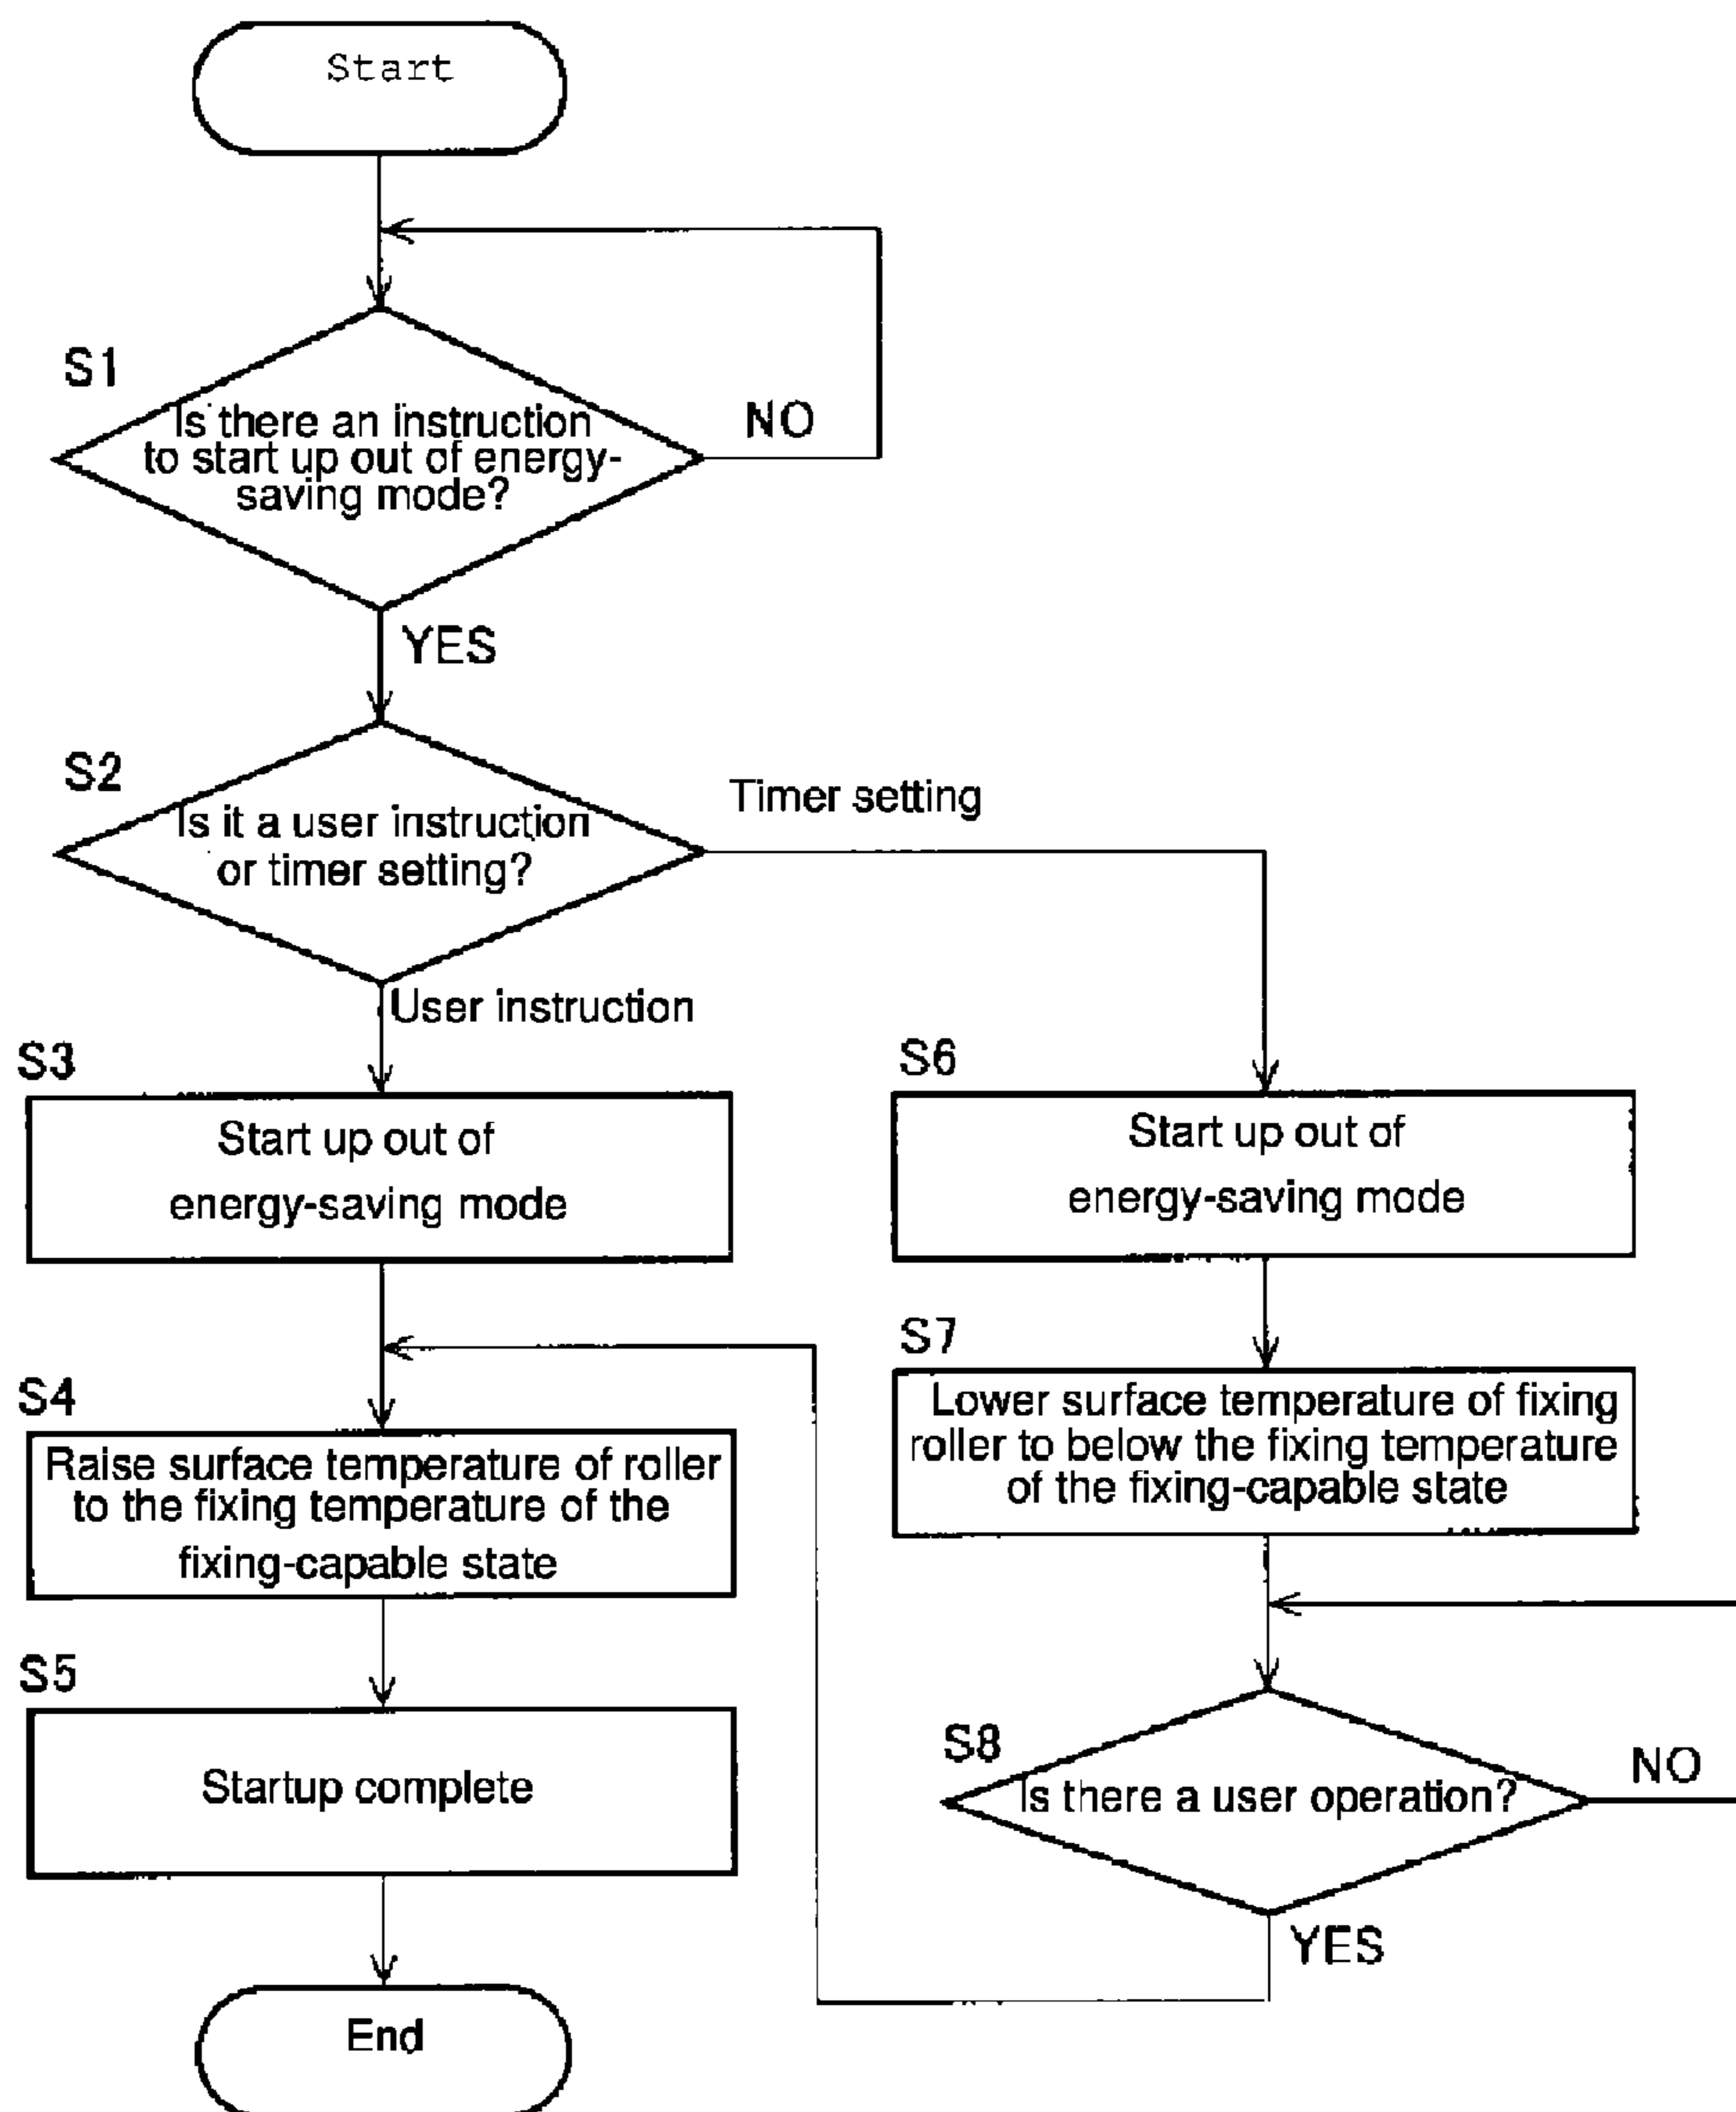 Start
S1
Is there an instruction
to start up out of energy-
saving mode?
NO
YES
S2
Is it a user instruction
or timer setting?
Timer setting
User instruction
S3
Start up out of
energy-saving mode
S6
Start up out of
energy-saving mode
S4
Raise surface temperature of roller
to the fixing temperature of the
fixing-capable state
S7
Lower surface temperature of fixing
roller to below the fixing temperature
of the fixing-capable state
S5
Startup complete
S8
Is there a user operation?
NO
YES
End